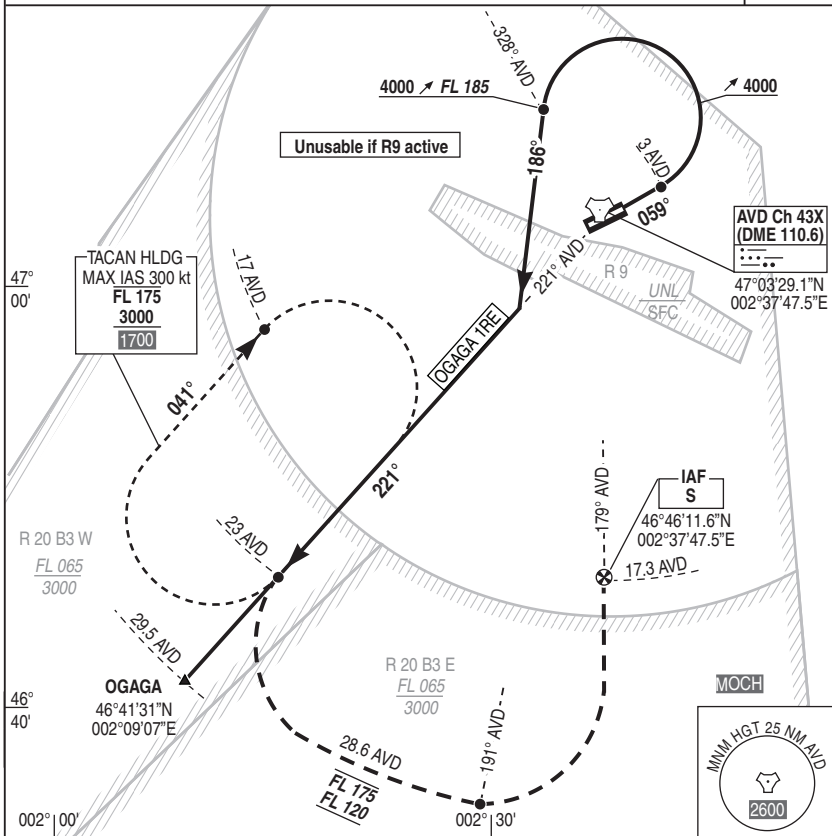 328° AVD
4000 ↗ FL 185
↗ 4000
Unusable if R9 active
186°
3 AVD
059°
AVD Ch 43X
(DME 110.6)
47°03'29.1"N
002°37'47.5"E
TACAN HLDG
MAX IAS 300 kt
FL 175
3000
1700
47°
00'
17 AVD
221° AVD
R 9
UNL
SFC
OGAGA 1RE
041°
221°
179° AVD
IAF
S
46°46'11.6"N
002°37'47.5"E
17.3 AVD
R 20 B3 W
FL 065
3000
23 AVD
29.5 AVD
OGAGA
46°41'31"N
002°09'07"E
R 20 B3 E
FL 065
3000
MOCH
46°
40'
28.6 AVD
191° AVD
FL 175
FL 120
MNM HGT 25 NM AVD
2600
002°00'
002°30'